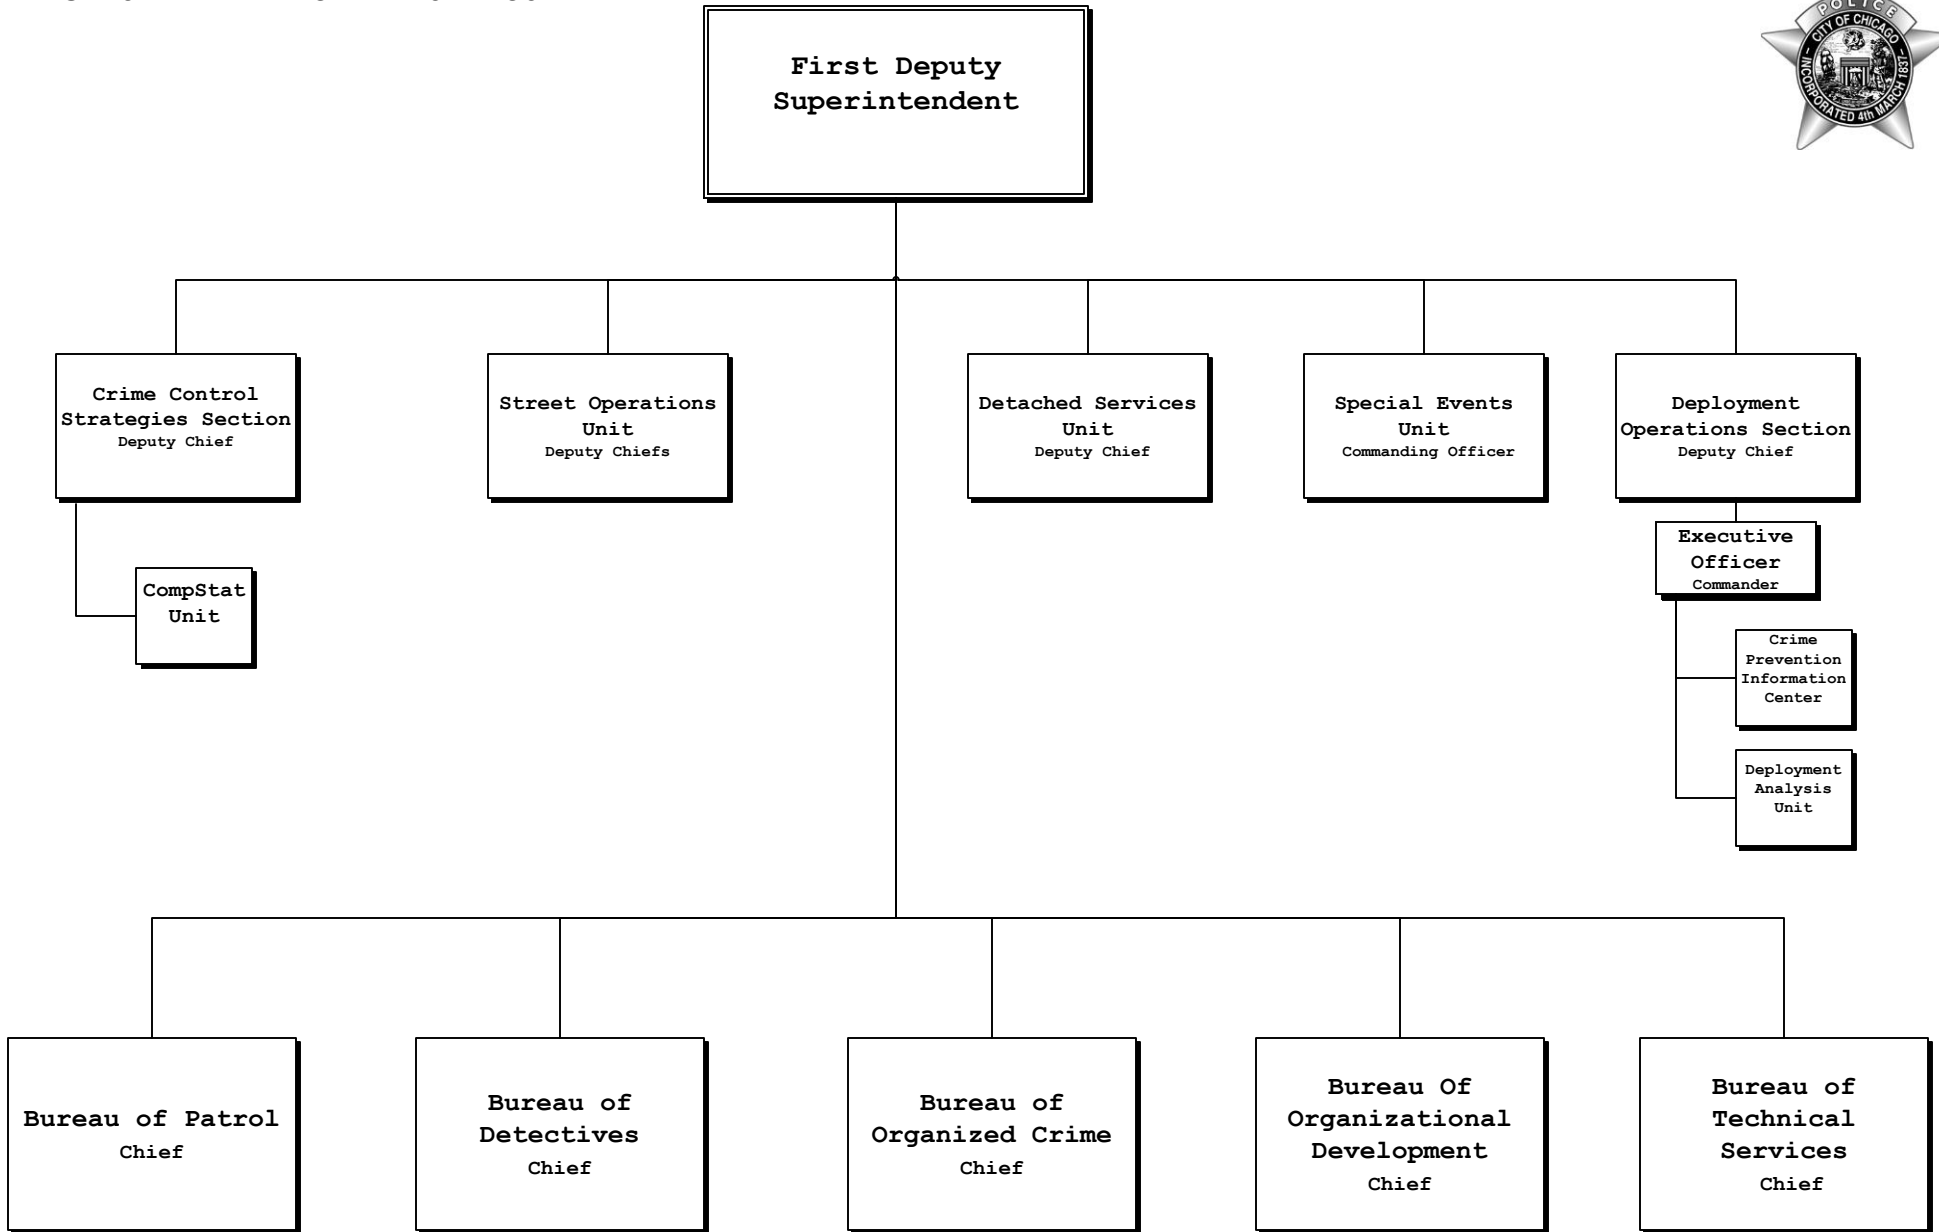 First Deputy
Superintendent
POLICE
CITY OF CHICAGO
INCORPORATED 4th MARCH 1837
Crime Control
Strategies Section
Deputy Chief
Street Operations
Unit
Deputy Chiefs
Detached Services
Unit
Deputy Chief
Special Events
Unit
Commanding Officer
Deployment
Operations Section
Deputy Chief
Executive
Officer
Commander
CompStat
Unit
Crime
Prevention
Information
Center
Deployment
Analysis
Unit
Bureau of Patrol
Chief
Bureau of
Detectives
Chief
Bureau of
Organized Crime
Chief
Bureau Of
Organizational
Development
Chief
Bureau of
Technical
Services
Chief